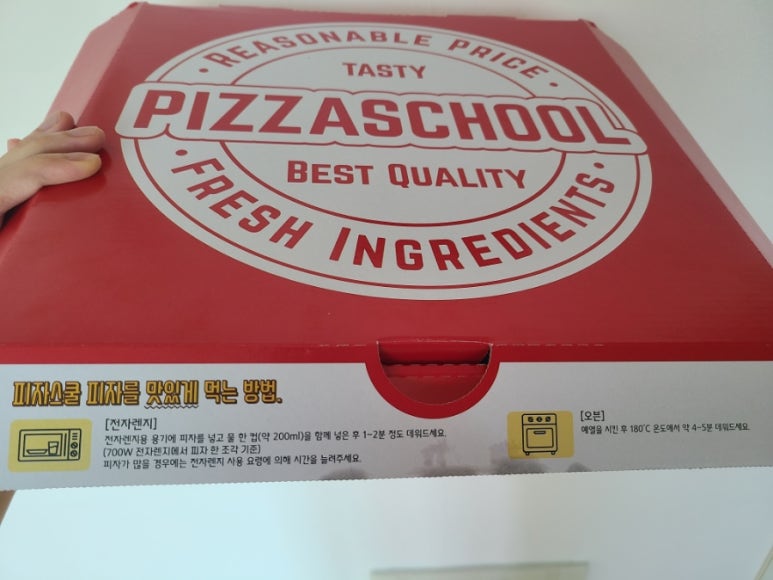 • REASONABLE PRICE •
TASTY
PIZZASCHOOL
BEST QUALITY
• FRESH INGREDIENTS •
피자스쿨 피자를 맛있게 먹는 방법.
[전자렌지]
전자렌지용 용기에 피자를 넣고 물 한 컵(약 200ml)을 함께 넣은 후 1~2분 정도 데워드세요.
(700W 전자렌지에서 피자 한 조각 기준)
피자가 많을 경우에는 전자렌지 사용 요령에 의해 시간을 늘려주세요.
[오븐]
예열을 시킨 후 180°C 온도에서 약 4~5분 데워드세요.